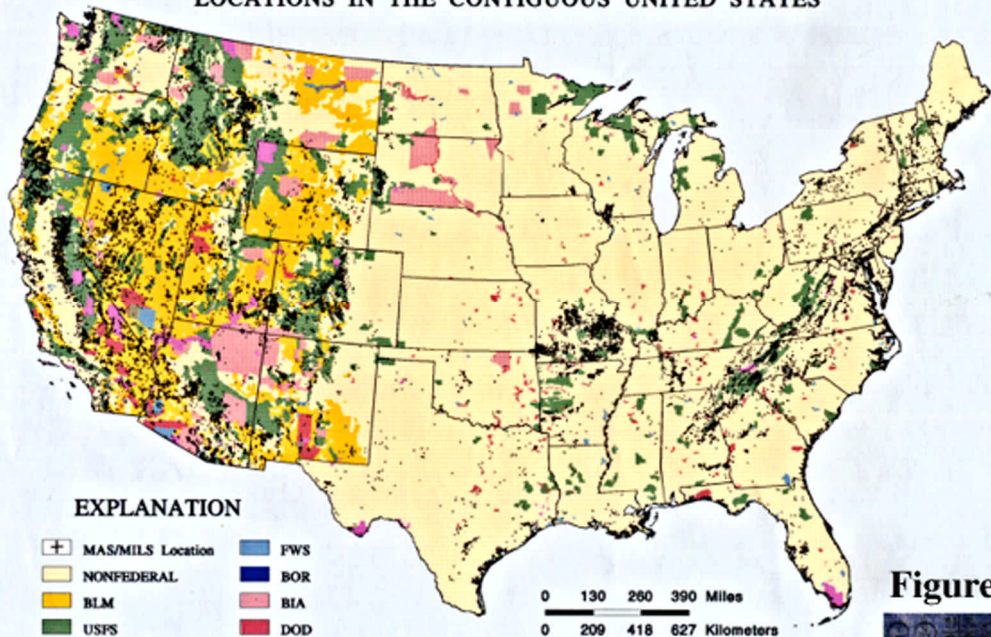 LOCATIONS IN THE CONTIGUOUS UNITED STATES
EXPLANATION
MAS/MILS Location
NONFEDERAL
BLM
USFS
FWS
BOR
BIA
DOD
0 130 260 390 Miles
0 209 418 627 Kilometers
Figure